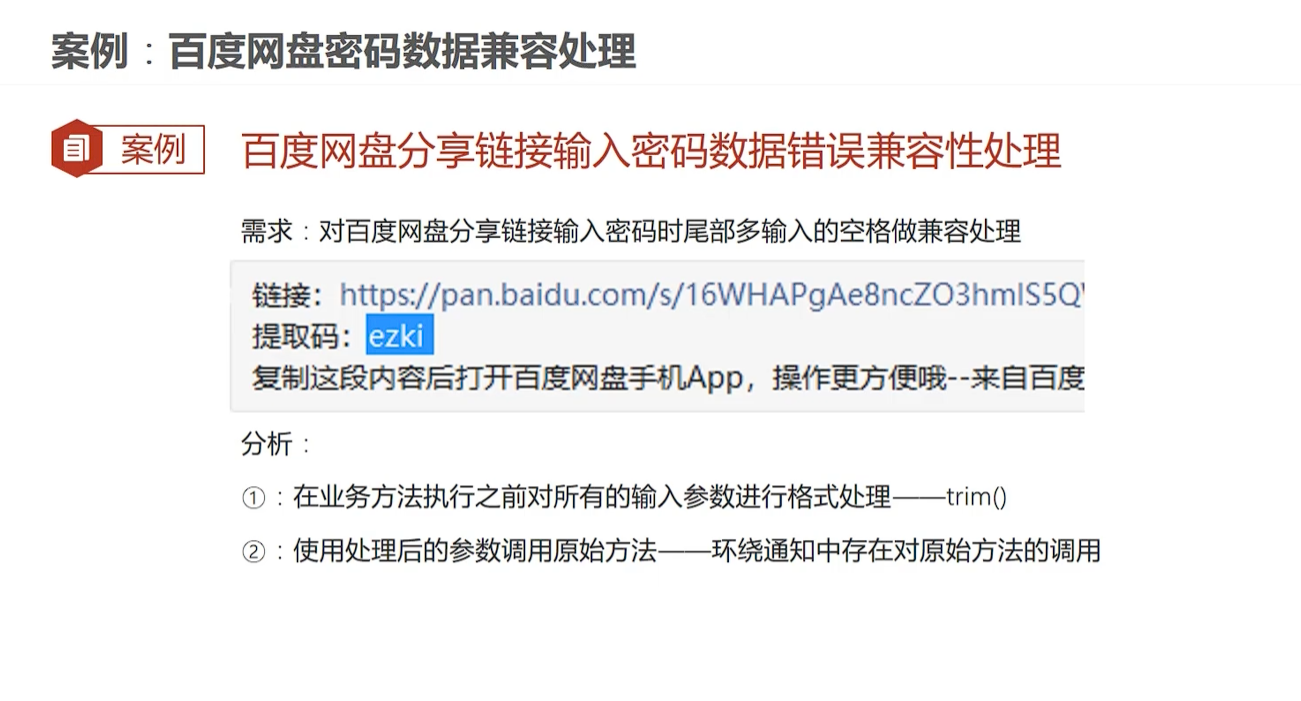 案例：百度网盘密码数据兼容处理
案例
百度网盘分享链接输入密码数据错误兼容性处理
需求：对百度网盘分享链接输入密码时尾部多输入的空格做兼容处理
链接：https://pan.baidu.com/s/16WHAPgAe8ncZO3hmIS5Q
提取码：ezki
复制这段内容后打开百度网盘手机App，操作更方便哦--来自百度
分析：
①：在业务方法执行之前对所有的输入参数进行格式处理——trim()
②：使用处理后的参数调用原始方法——环绕通知中存在对原始方法的调用